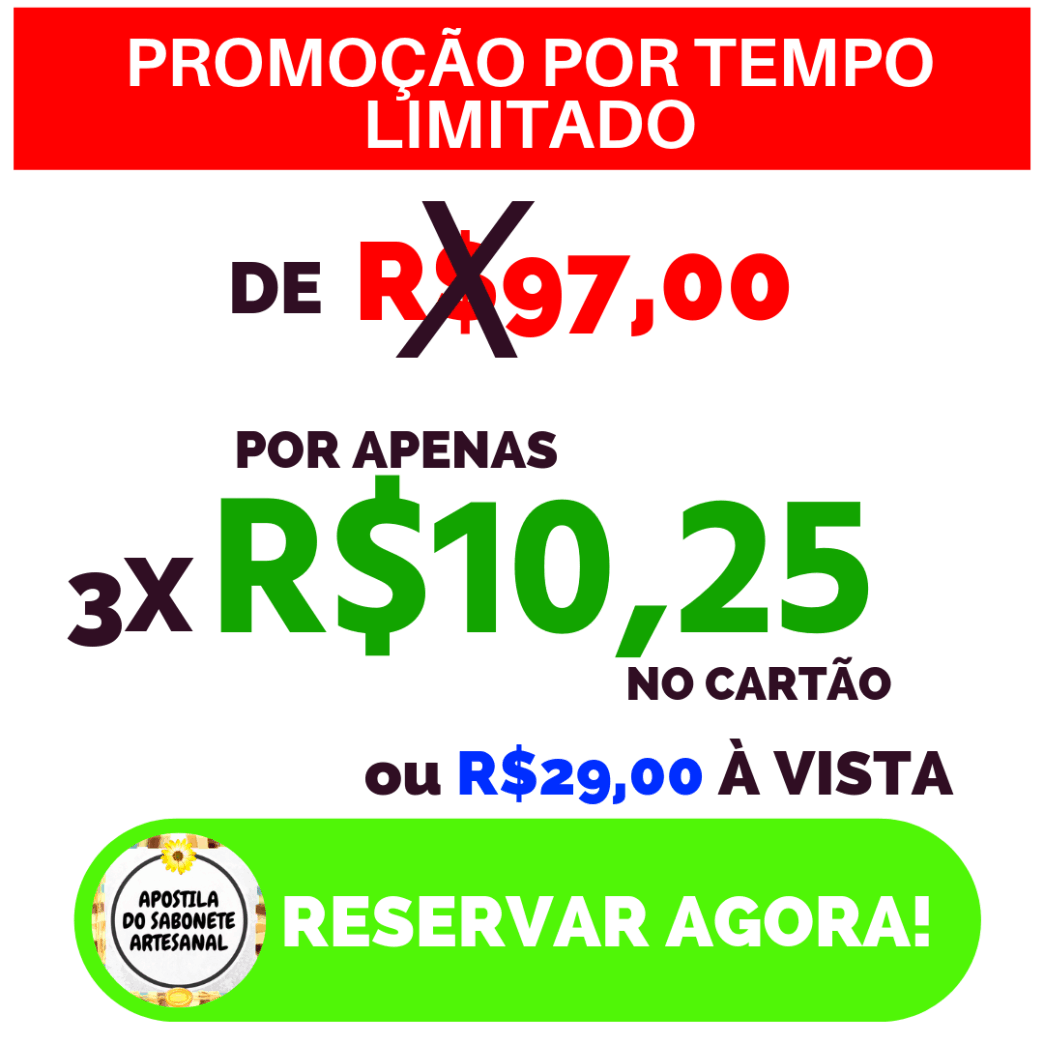 PROMOÇÃO POR TEMPO
LIMITADO
DE R$97,00
POR APENAS
3X R$10,25
NO CARTÃO
ou R$29,00 À VISTA
APOSTILA
DO SABONETE
ARTESANAL
RESERVAR AGORA!